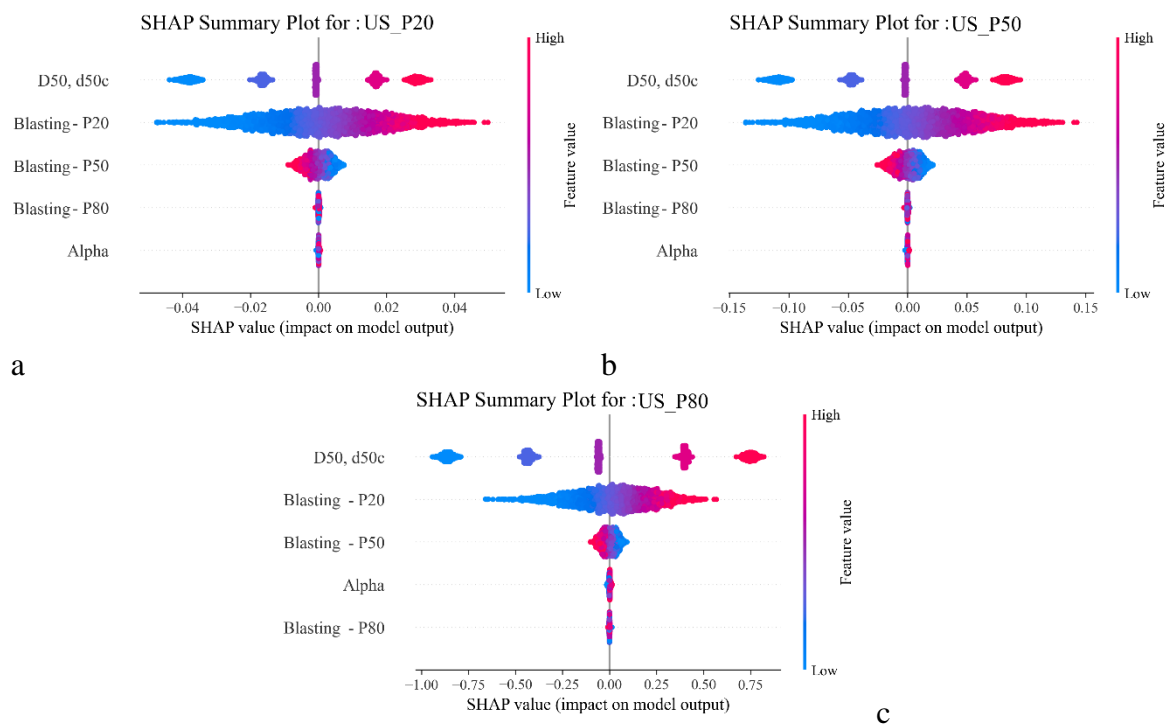 SHAP Summary Plot for :US_P20
High
D50, d50c
Blasting - P20
Blasting - P50
Blasting - P80
Alpha
Feature value
Low
−0.04 −0.02 0.00 0.02 0.04
SHAP value (impact on model output)
a
SHAP Summary Plot for :US_P50
High
D50, d50c
Blasting - P20
Blasting - P50
Blasting - P80
Alpha
Feature value
Low
−0.15 −0.10 −0.05 0.00 0.05 0.10 0.15
SHAP value (impact on model output)
b
SHAP Summary Plot for :US_P80
High
D50, d50c
Blasting - P20
Blasting - P50
Alpha
Blasting - P80
Feature value
Low
−1.00 −0.75 −0.50 −0.25 0.00 0.25 0.50 0.75
SHAP value (impact on model output)
c